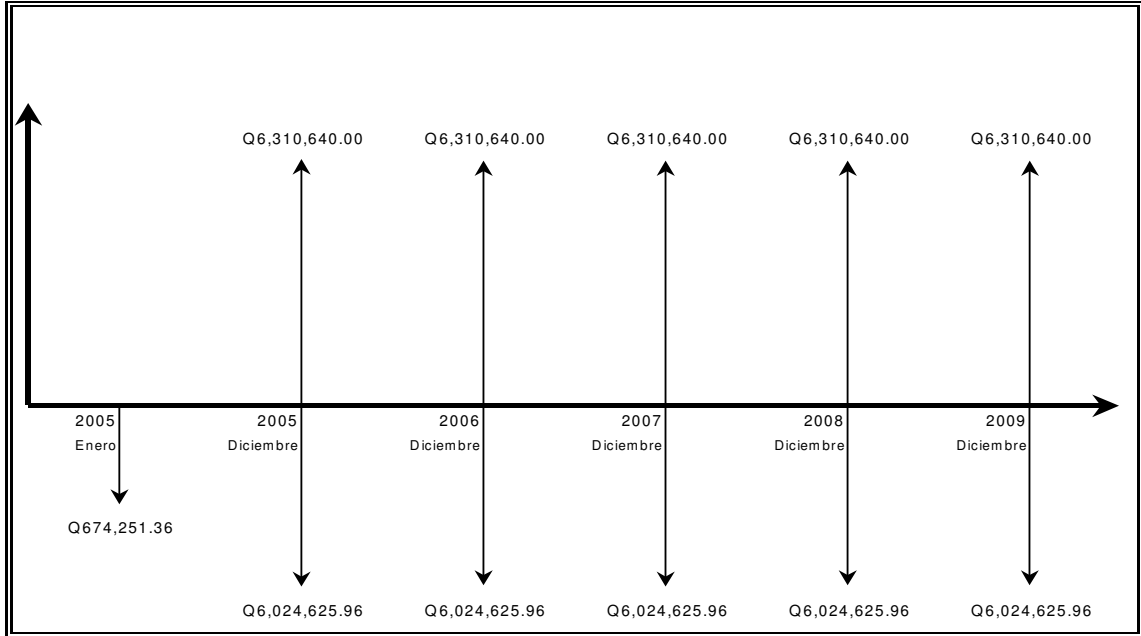 Q6,310,640.00 Q6,310,640.00 Q6,310,640.00 Q6,310,640.00 Q6,310,640.00
2005 2005 2006 2007 2008 2009
Enero Diciembre Diciembre Diciembre Diciembre Diciembre
Q674,251.36
Q6,024,625.96 Q6,024,625.96 Q6,024,625.96 Q6,024,625.96 Q6,024,625.96